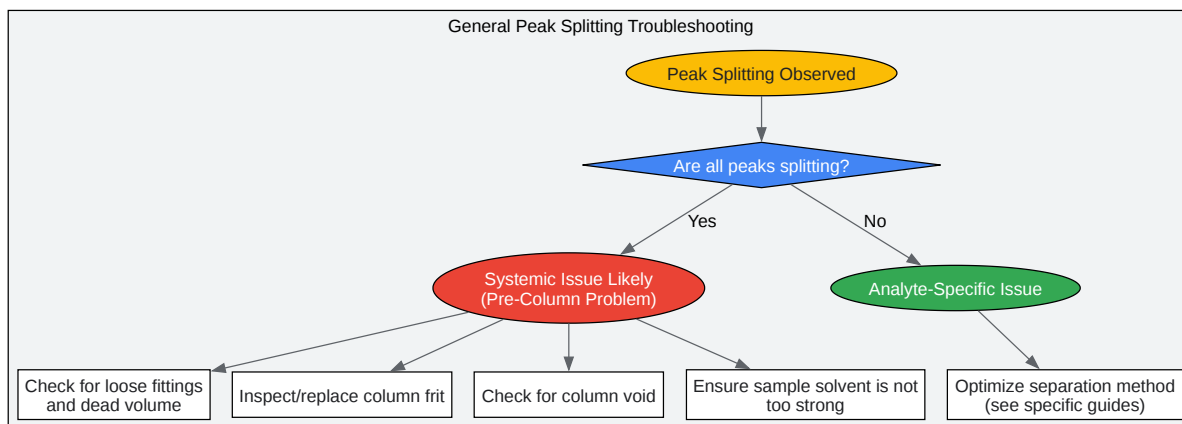 General Peak Splitting Troubleshooting
Peak Splitting Observed
Are all peaks splitting?
Yes
No
Systemic Issue Likely
(Pre-Column Problem)
Analyte-Specific Issue
Check for loose fittings
and dead volume
Inspect/replace column frit
Check for column void
Ensure sample solvent is not
too strong
Optimize separation method
(see specific guides)